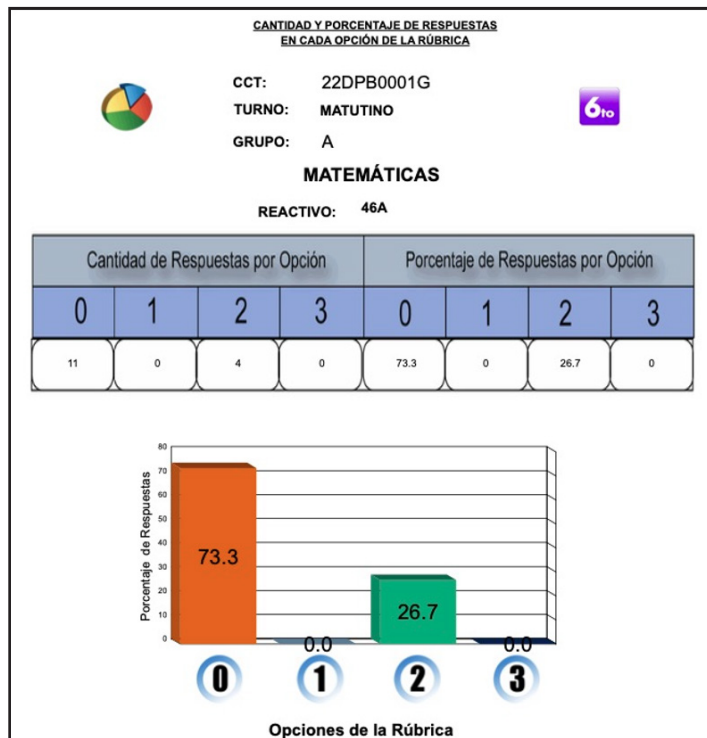 CANTIDAD Y PORCENTAJE DE RESPUESTAS
EN CADA OPCIÓN DE LA RÚBRICA
CCT: 22DPB0001G
TURNO: MATUTINO
6to
GRUPO: A
MATEMÁTICAS
REACTIVO: 46A
Cantidad de Respuestas por Opción Porcentaje de Respuestas por Opción
0 1 2 3 0 1 2 3
11 0 4 0 73.3 0 26.7 0
Porcentaje de Respuestas
80
70
60
50
40
30
20
10
0
73.3 0.0 26.7 0.0
0 1 2 3
Opciones de la Rúbrica